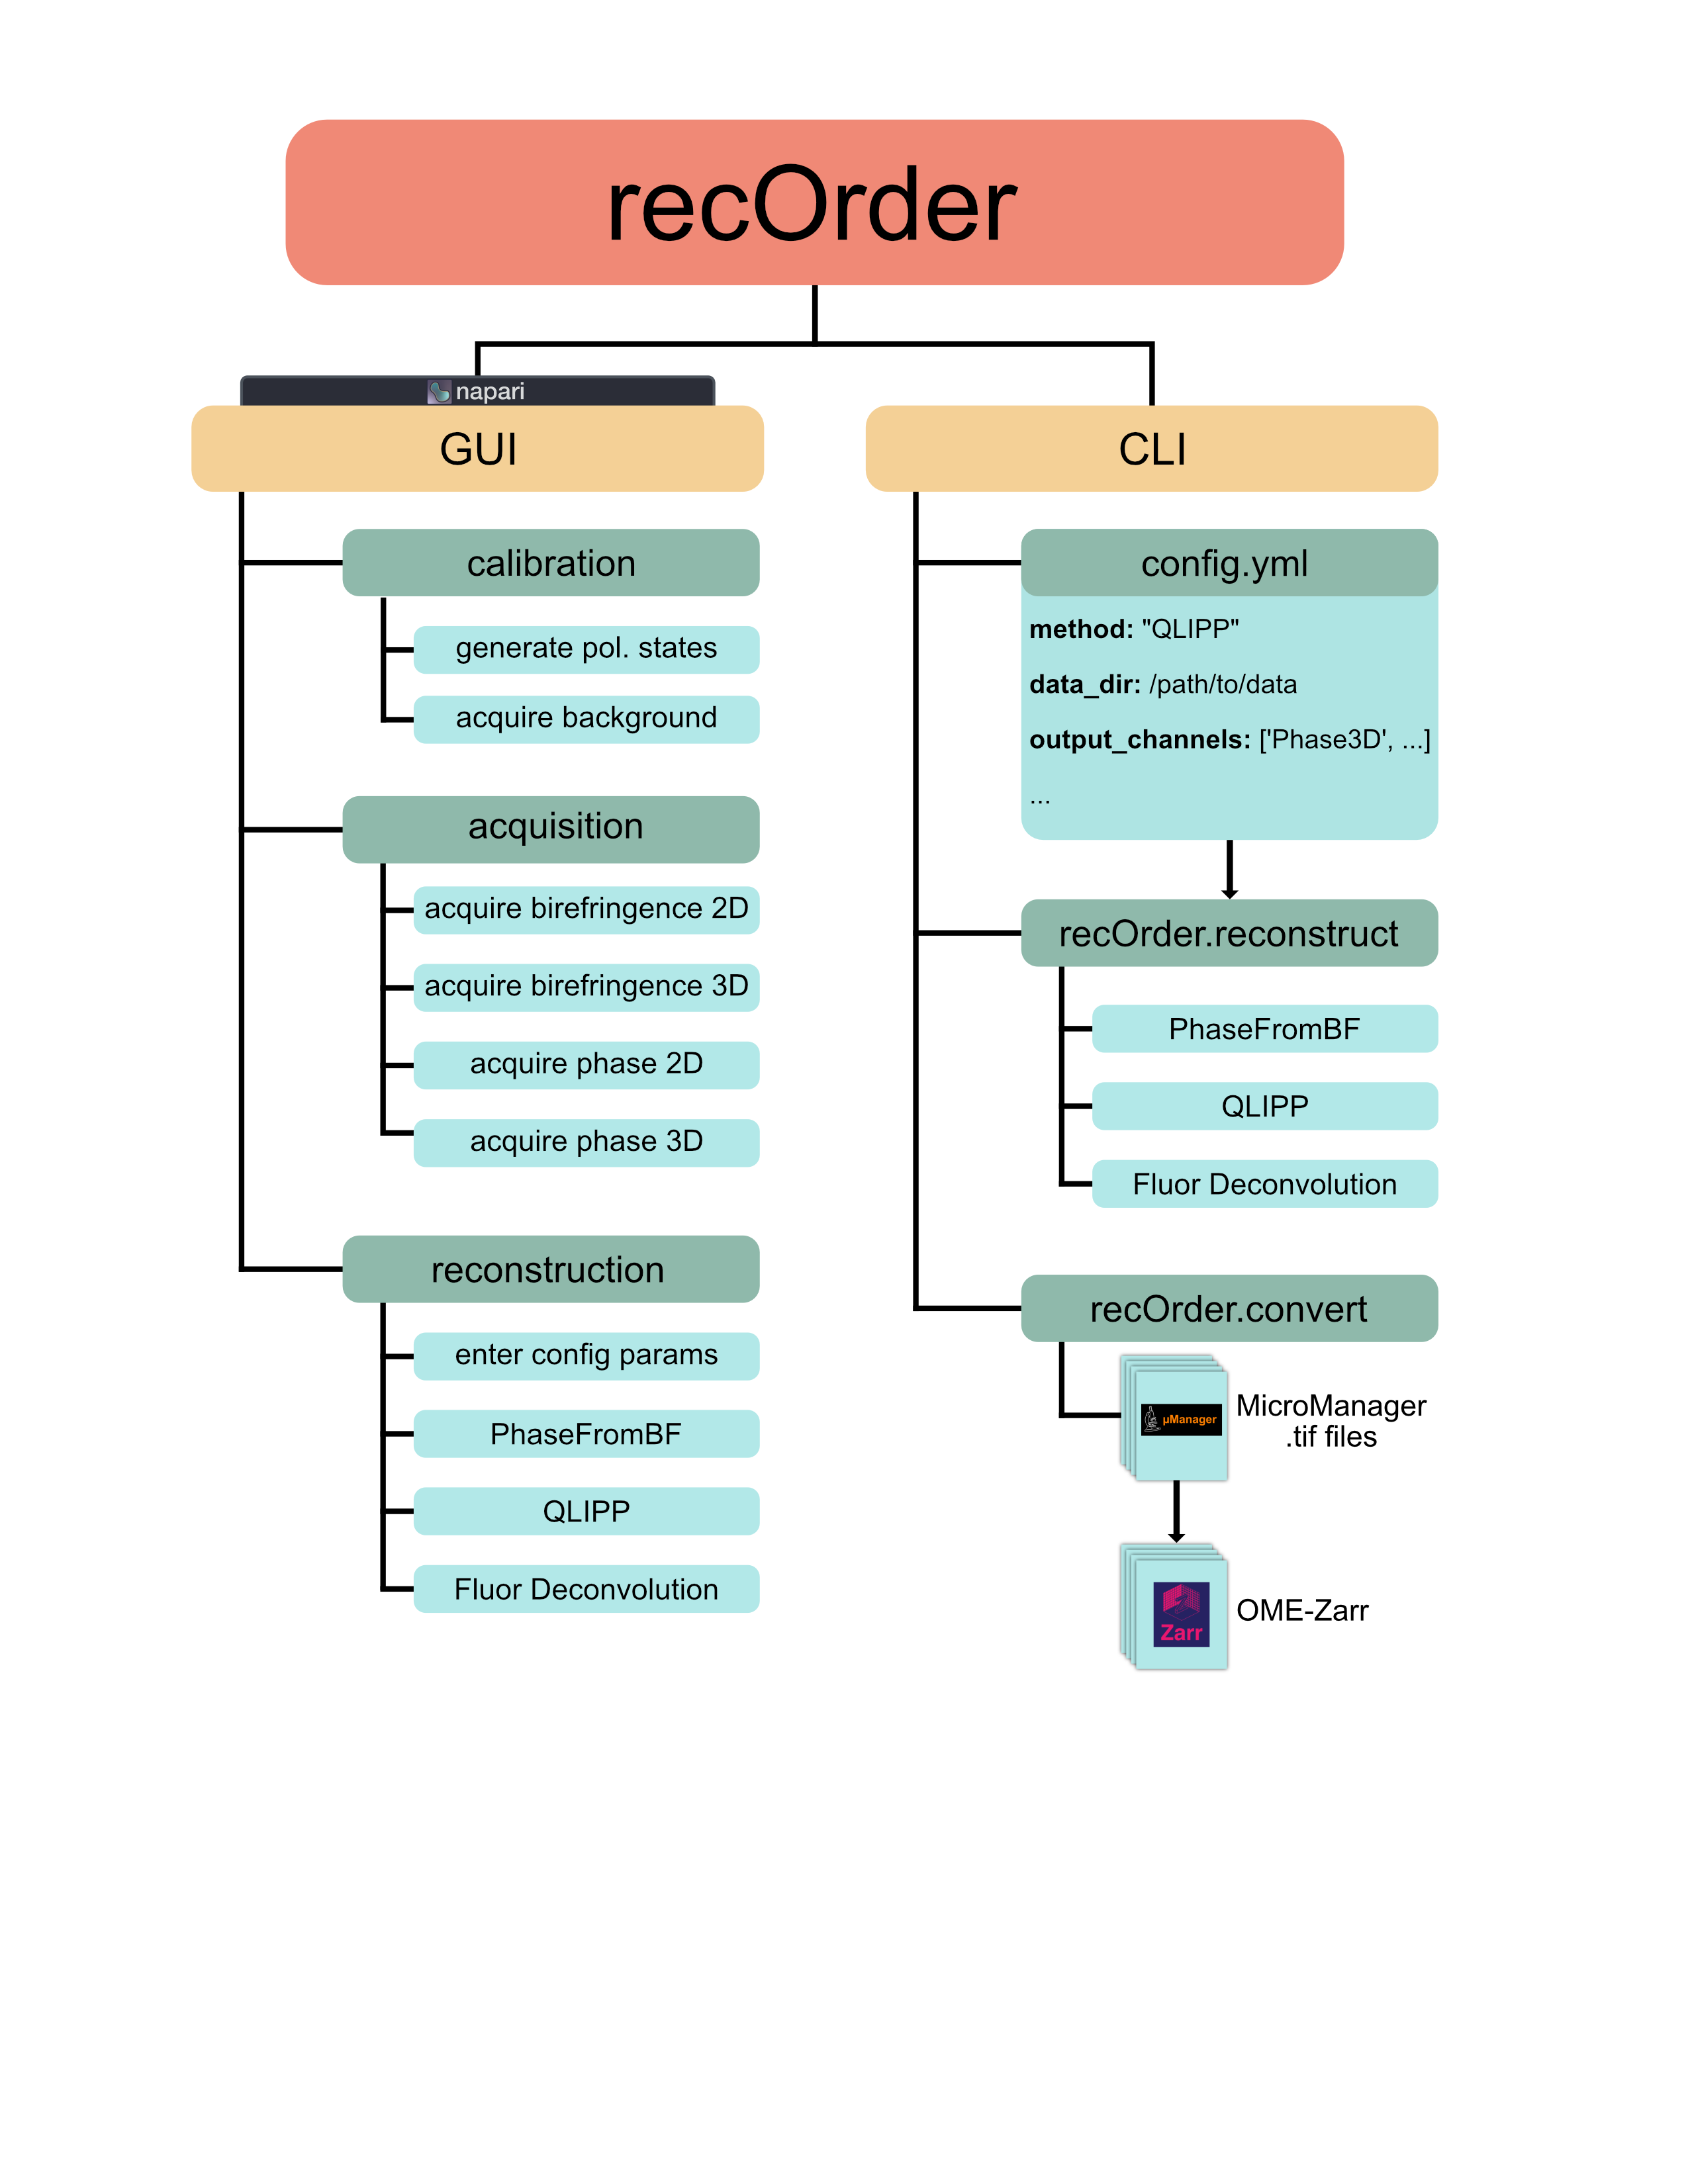 recOrder
napari
GUI
calibration
generate pol. states
acquire background
acquisition
acquire birefringence 2D
acquire birefringence 3D
acquire phase 2D
acquire phase 3D
reconstruction
enter config params
PhaseFromBF
QLIPP
Fluor Deconvolution
CLI
config.yml
method: "QLIPP"
data_dir: /path/to/data
output_channels: ['Phase3D', ...]
...
recOrder.reconstruct
PhaseFromBF
QLIPP
Fluor Deconvolution
recOrder.convert
µManager
MicroManager
.tif files
Zarr
OME-Zarr